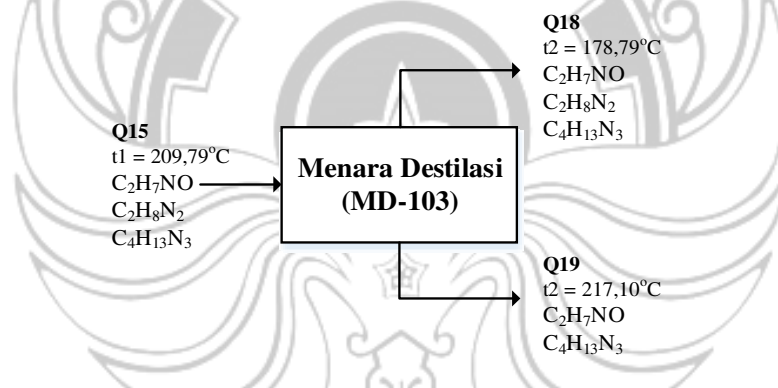 Q18
t2 = 178,79°C
C₂H₇NO
C₂H₈N₂
C₄H₁₃N₃
Q15
t1 = 209,79°C
C₂H₇NO
C₂H₈N₂
C₄H₁₃N₃
Menara Destilasi
(MD-103)
Q19
t2 = 217,10°C
C₂H₇NO
C₄H₁₃N₃